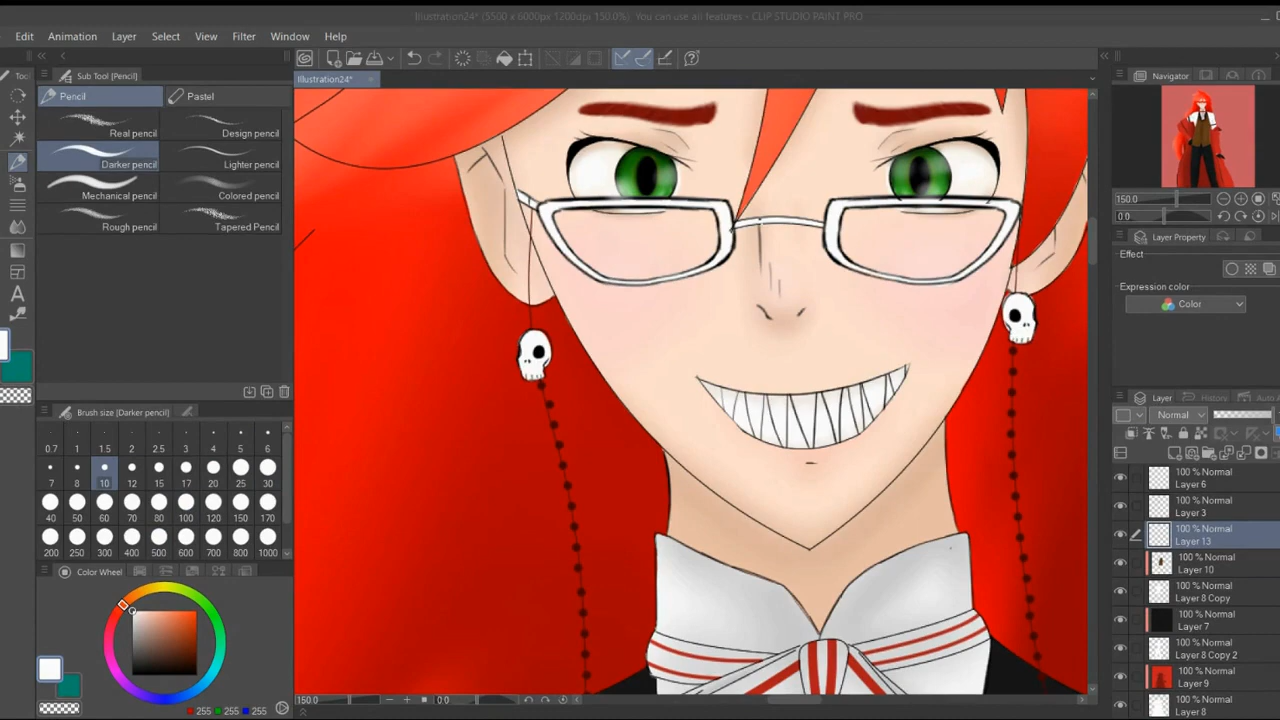 Illustration24* (5500 x 6000px 1200dpi 150.0%)  You can use all features - CLIP STUDIO PAINT PRO
Edit Animation Layer Select View Filter Window Help
Sub Tool [Pencil]
Illustration24*
Navigator
Pencil Pastel
Real pencil Design pencil
Darker pencil Lighter pencil
Mechanical pencil Colored pencil
Rough pencil Tapered Pencil
150.0
0.0
Layer Property
Effect
Expression color
Color
Brush size [Darker pencil]
0.7 1 1.5 2 2.5 3 4 5 6
7 8 10 12 15 17 20 25 30
40 50 60 70 80 100 120 150 170
200 250 300 400 500 600 700 800 1000
Color Wheel
255 255 255
150.0 0.0
Layer History
Normal
100 % Normal
Layer 6
100 % Normal
Layer 3
100 % Normal
Layer 13
100 % Normal
Layer 10
100 % Normal
Layer 8 Copy
100 % Normal
Layer 7
100 % Normal
Layer 8 Copy 2
100 % Normal
Layer 9
100 % Normal
Layer 8